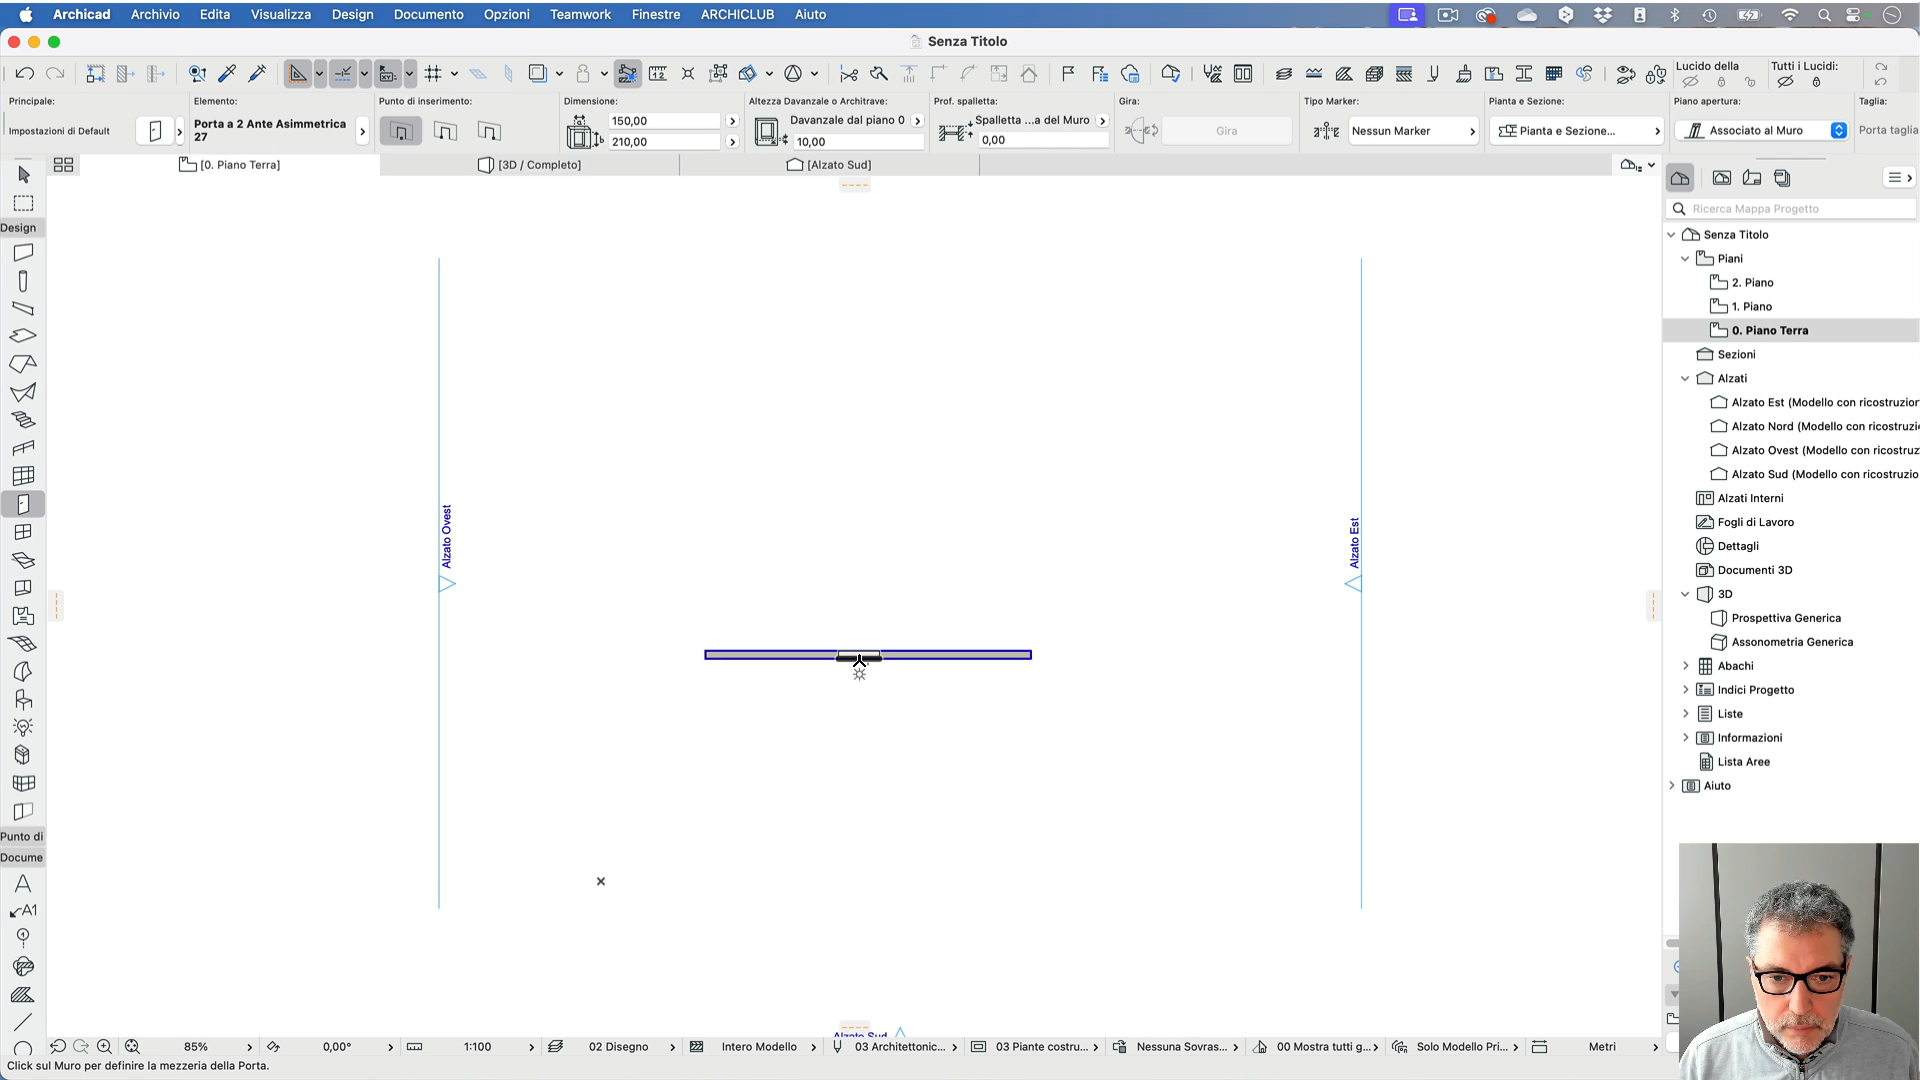 Archicad Archivio Edita Visualizza Design Documento Opzioni Teamwork Finestre ARCHICLUB Aiuto
Senza Titolo
Lucido della
Tutti i Lucidi:
Principale:
Impostazioni di Default
Elemento:
Porta a 2 Ante Asimmetrica
27
Punto di inserimento:
Dimensione:
150,00
210,00
Altezza Davanzale o Architrave:
Davanzale dal piano 0
10,00
Prof. spalletta:
Spalletta ...a del Muro
0,00
Gira:
Gira
Tipo Marker:
Nessun Marker
Pianta e Sezione:
Pianta e Sezione...
Piano apertura:
Associato al Muro
Taglia:
Porta taglia
[0. Piano Terra]
[3D / Completo]
[Alzato Sud]
Design
Punto di
Docume
A1
Alzato Ovest
Alzato Est
Alzato Sud
Ricerca Mappa Progetto
Senza Titolo
Piani
2. Piano
1. Piano
0. Piano Terra
Sezioni
Alzati
Alzato Est (Modello con ricostruzior
Alzato Nord (Modello con ricostruzi
Alzato Ovest (Modello con ricostruz
Alzato Sud (Modello con ricostruzio
Alzati Interni
Fogli di Lavoro
Dettagli
Documenti 3D
3D
Prospettiva Generica
Assonometria Generica
Abachi
Indici Progetto
Liste
Informazioni
Lista Aree
Aiuto
85%
0,00°
1:100
02 Disegno
Intero Modello
03 Architettonic...
03 Piante costru...
Nessuna Sovras...
00 Mostra tutti g...
Solo Modello Pri...
Metri
Click sul Muro per definire la mezzeria della Porta.